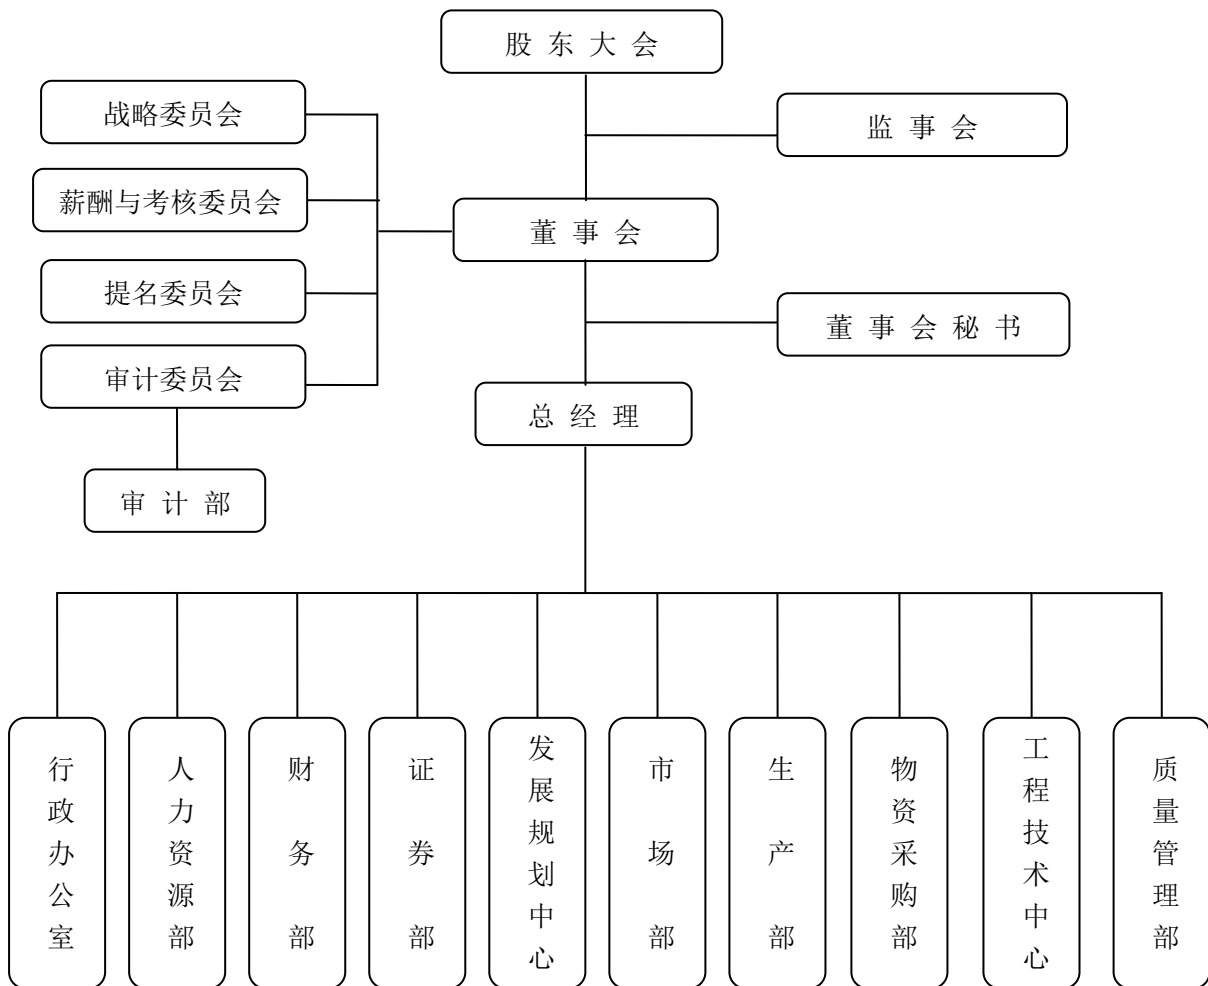 股东大会
战略委员会
监事会
薪酬与考核委员会
董事会
提名委员会
董事会秘书
审计委员会
总经理
审计部
行政办公室
人力资源部
财务部
证券部
发展规划中心
市场部
生产部
物资采购部
工程技术中心
质量管理部